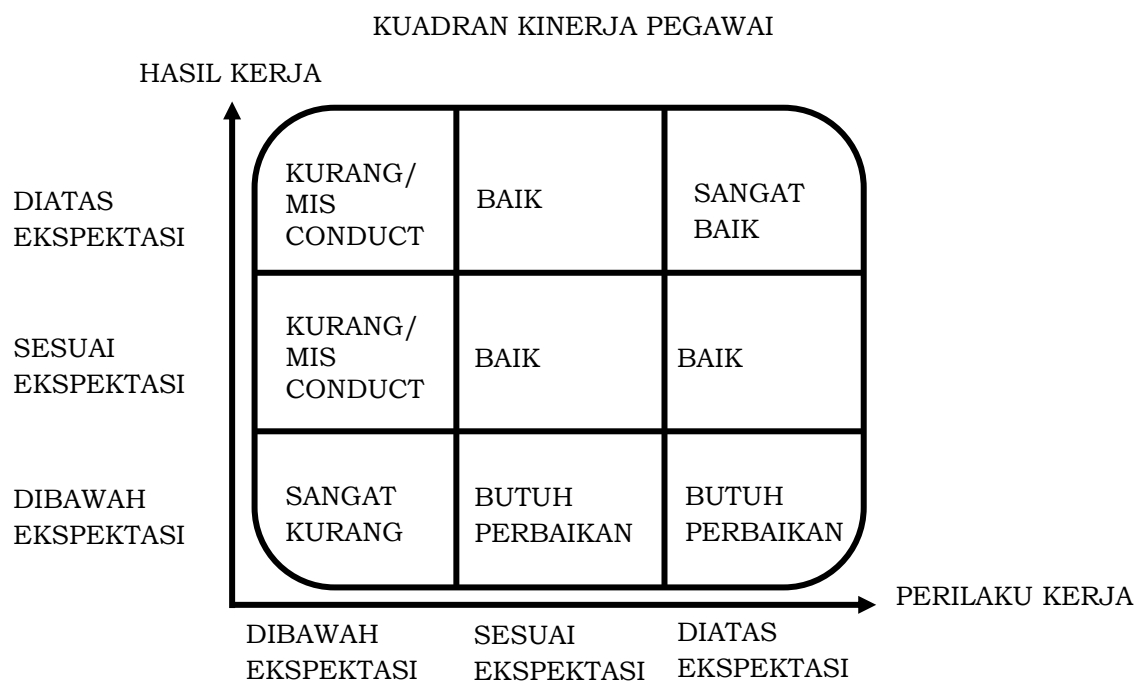 KUADRAN KINERJA PEGAWAI
HASIL KERJA
DIATAS
EKSPEKTASI
KURANG/
MIS
CONDUCT
BAIK
SANGAT
BAIK
SESUAI
EKSPEKTASI
KURANG/
MIS
CONDUCT
BAIK
BAIK
DIBAWAH
EKSPEKTASI
SANGAT
KURANG
BUTUH
PERBAIKAN
BUTUH
PERBAIKAN
PERILAKU KERJA
DIBAWAH
EKSPEKTASI
SESUAI
EKSPEKTASI
DIATAS
EKSPEKTASI